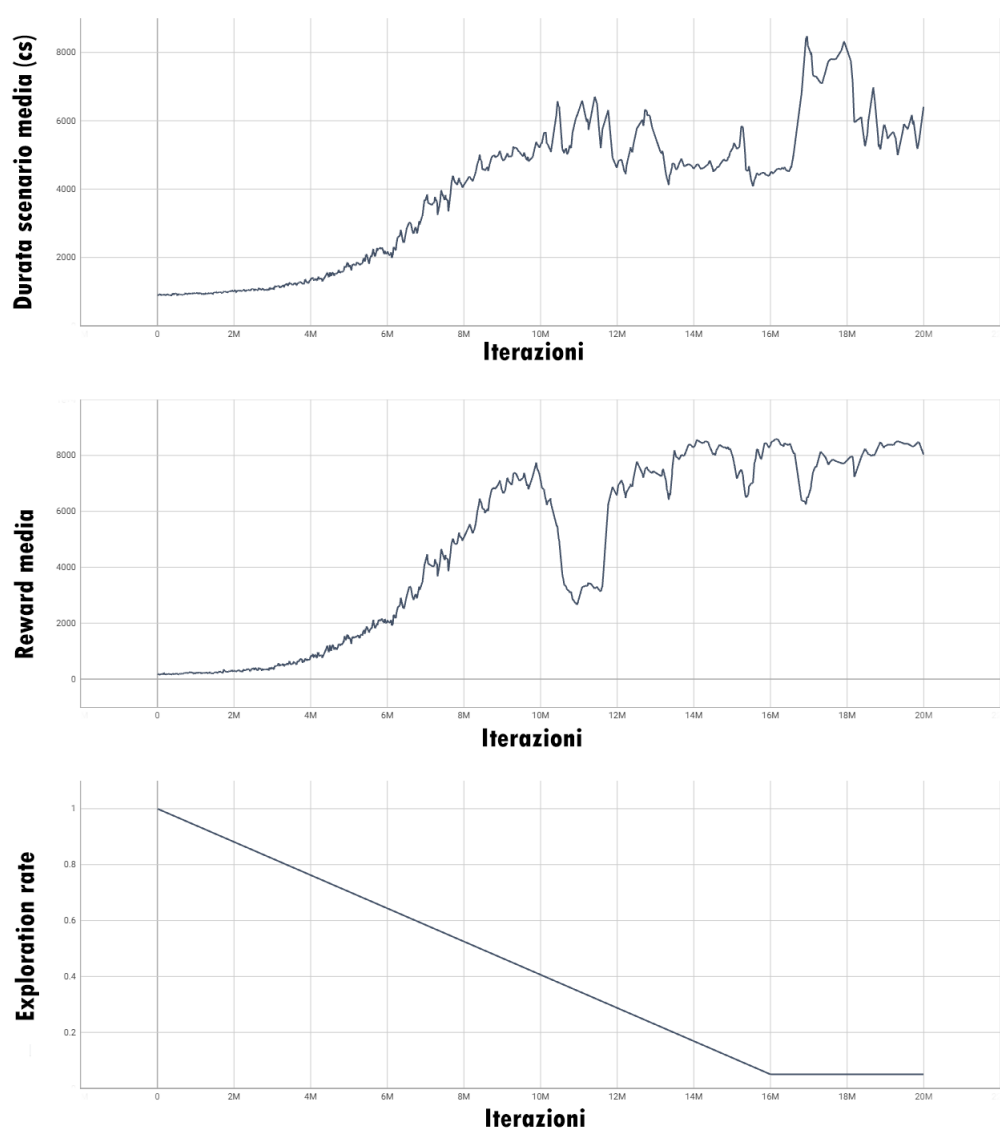 Durata scenario media (cs)
8000
6000
4000
2000
0 2M 4M 6M 8M 10M 12M 14M 16M 18M 20M
Iterazioni
Reward media
8000
6000
4000
2000
0
0 2M 4M 6M 8M 10M 12M 14M 16M 18M 20M
Iterazioni
Exploration rate
1
0.8
0.6
0.4
0.2
0 2M 4M 6M 8M 10M 12M 14M 16M 18M 20M
Iterazioni